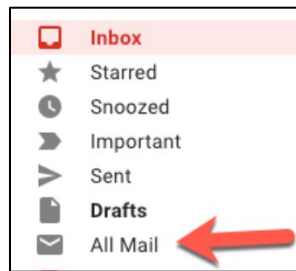 Inbox
Starred
Snoozed
Important
Sent
Drafts
All Mail